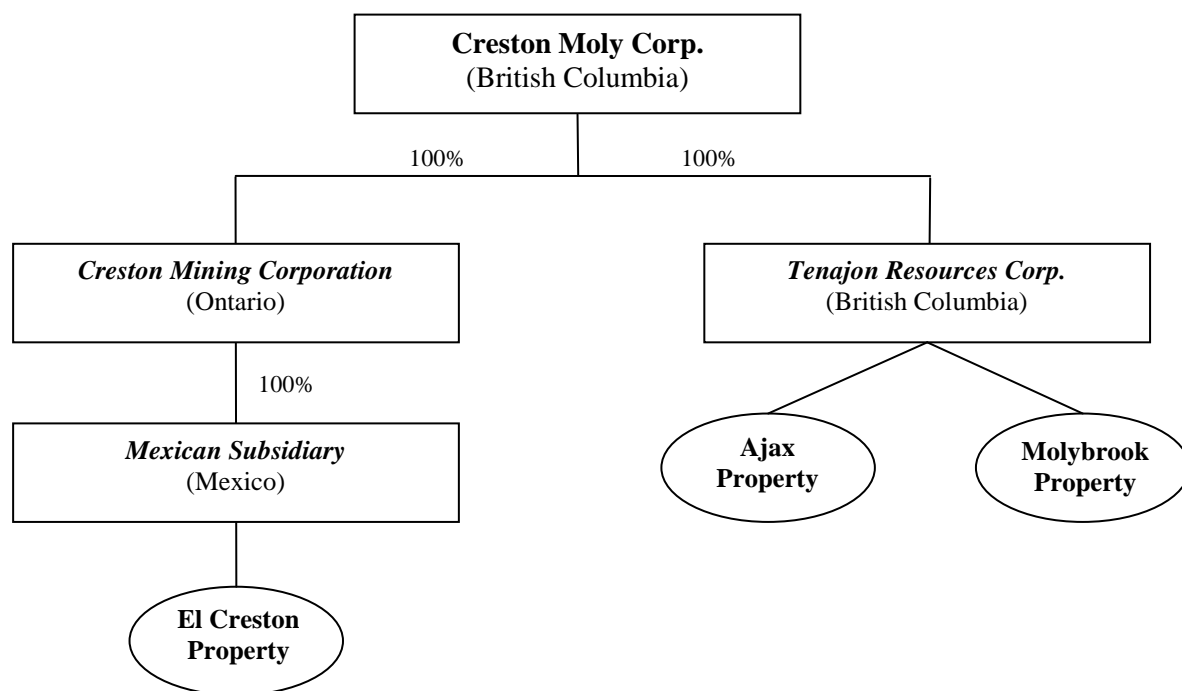 Creston Moly Corp.
(British Columbia)
100%
100%
Creston Mining Corporation
(Ontario)
Tenajon Resources Corp.
(British Columbia)
100%
Mexican Subsidiary
(Mexico)
Ajax
Property
Molybrook
Property
El Creston
Property